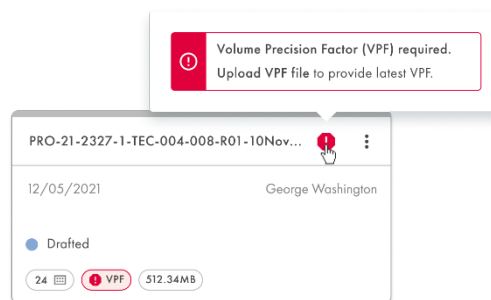 Volume Precision Factor (VPF) required.
Upload VPF file to provide latest VPF.
PRO-21-2327-1-TEC-004-008-R01-10Nov...
12/05/2021 George Washington
Drafted
24 VPF 512.34MB